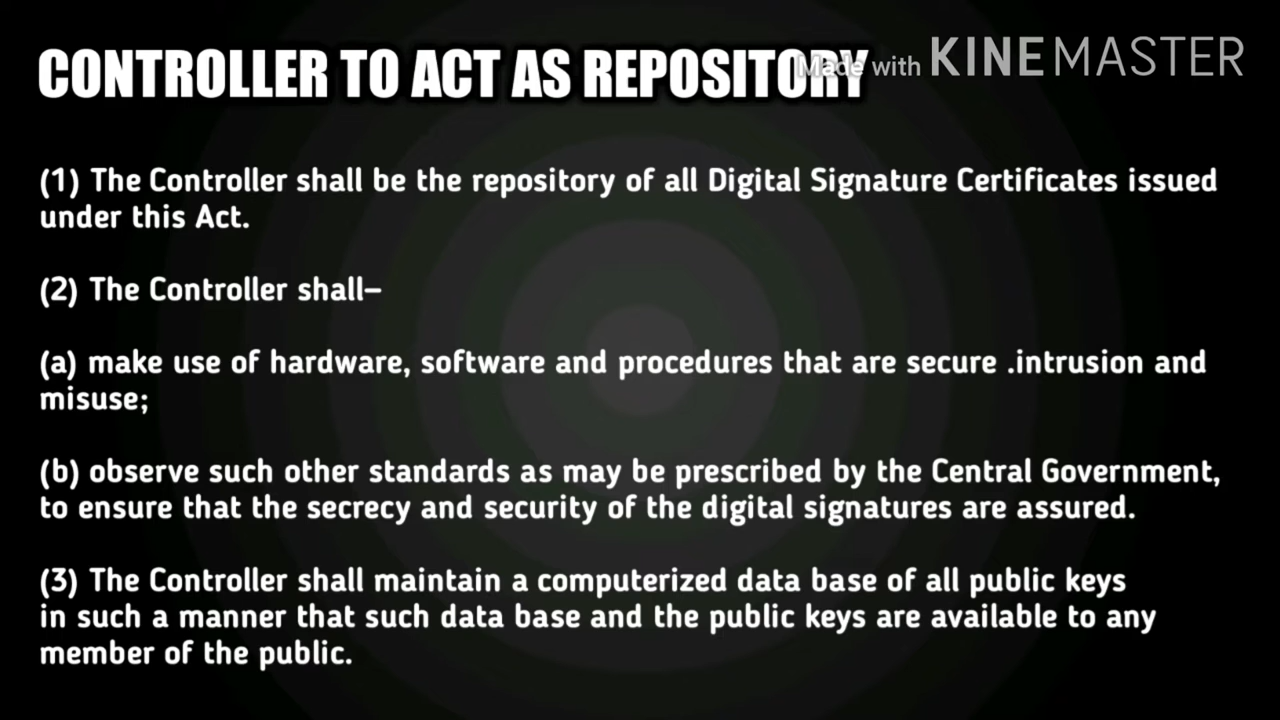 CONTROLLER TO ACT AS REPOSITORY
Made with KINEMASTER
(1) The Controller shall be the repository of all Digital Signature Certificates issued
under this Act.
(2) The Controller shall–
(a) make use of hardware, software and procedures that are secure .intrusion and
misuse;
(b) observe such other standards as may be prescribed by the Central Government,
to ensure that the secrecy and security of the digital signatures are assured.
(3) The Controller shall maintain a computerized data base of all public keys
in such a manner that such data base and the public keys are available to any
member of the public.